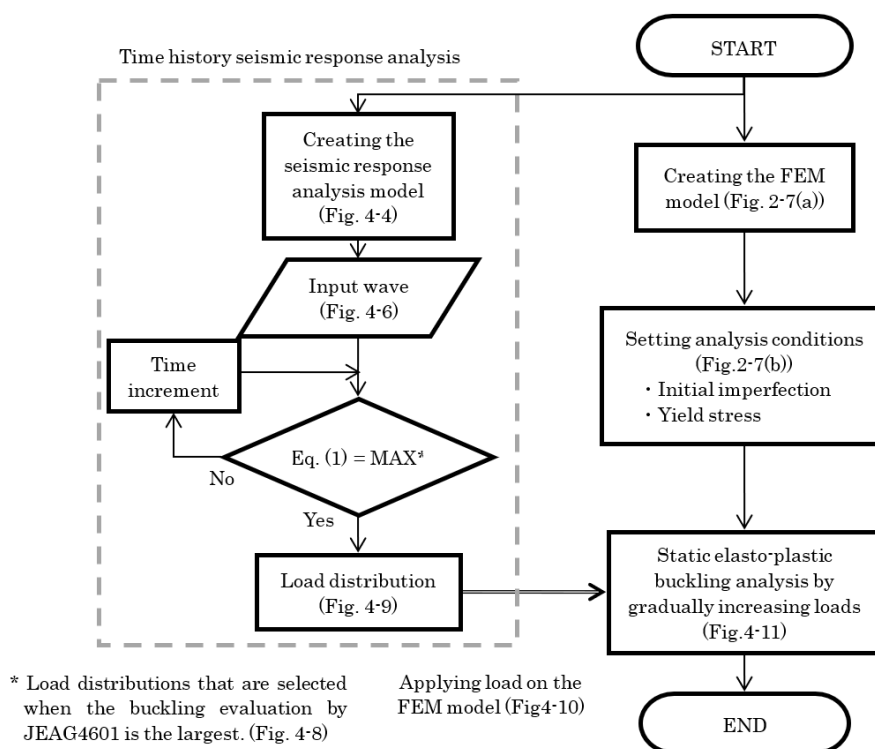 START
Time history seismic response analysis
Creating the
seismic response
analysis model
(Fig. 4-4)
Creating the FEM
model (Fig. 2-7(a))
Input wave
(Fig. 4-6)
Time
increment
Setting analysis conditions
(Fig.2-7(b))
・Initial imperfection
・Yield stress
Eq. (1) = MAX*
No
Yes
Load distribution
(Fig. 4-9)
Static elasto-plastic
buckling analysis by
gradually increasing loads
(Fig.4-11)
* Load distributions that are selected
when the buckling evaluation by
JEAG4601 is the largest. (Fig. 4-8)
Applying load on the
FEM model (Fig4-10)
END